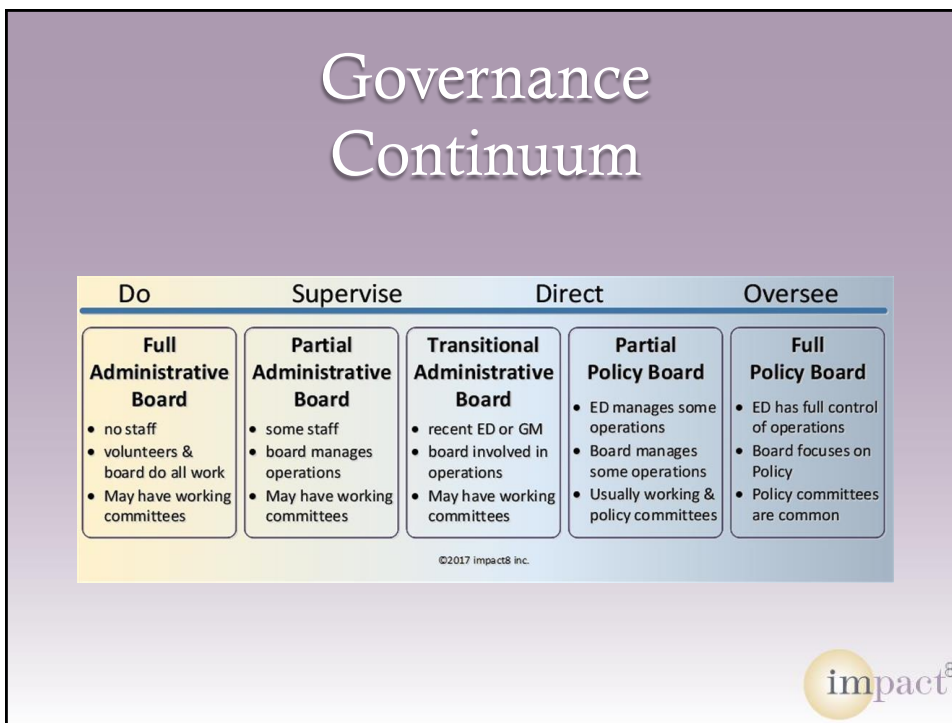 Governance
Continuum
Do Supervise Direct Oversee
Full
Administrative
Board
• no staff
• volunteers &
board do all work
• May have working
committees
Partial
Administrative
Board
• some staff
• board manages
operations
• May have working
committees
Transitional
Administrative
Board
• recent ED or GM
• board involved in
operations
• May have working
committees
Partial
Policy Board
• ED manages some
operations
• Board manages
some operations
• Usually working &
policy committees
Full
Policy Board
• ED has full control
of operations
• Board focuses on
Policy
• Policy committees
are common
©2017 impact8 inc.
impact8